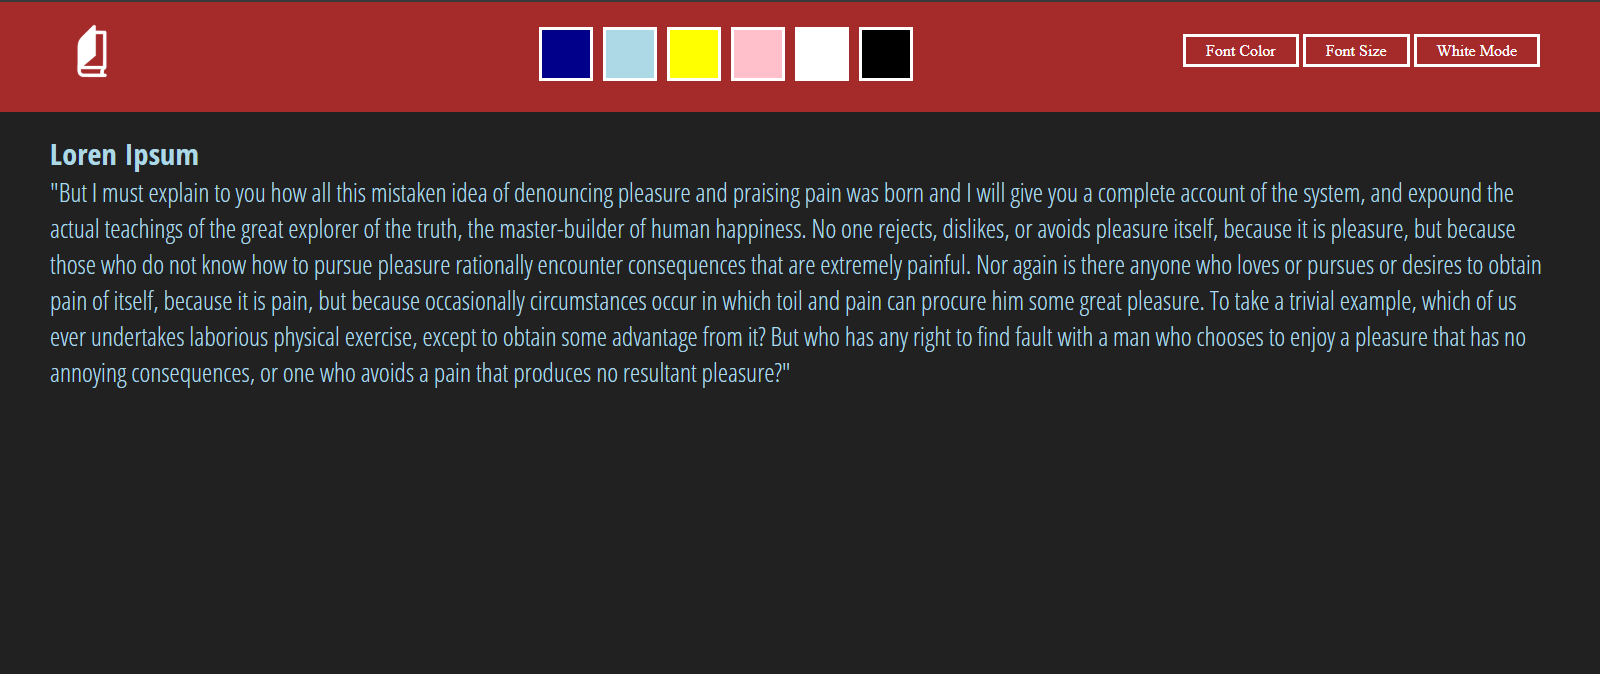 Font Color Font Size White Mode
Loren Ipsum
"But I must explain to you how all this mistaken idea of denouncing pleasure and praising pain was born and I will give you a complete account of the system, and expound the
actual teachings of the great explorer of the truth, the master-builder of human happiness. No one rejects, dislikes, or avoids pleasure itself, because it is pleasure, but because
those who do not know how to pursue pleasure rationally encounter consequences that are extremely painful. Nor again is there anyone who loves or pursues or desires to obtain
pain of itself, because it is pain, but because occasionally circumstances occur in which toil and pain can procure him some great pleasure. To take a trivial example, which of us
ever undertakes laborious physical exercise, except to obtain some advantage from it? But who has any right to find fault with a man who chooses to enjoy a pleasure that has no
annoying consequences, or one who avoids a pain that produces no resultant pleasure?"